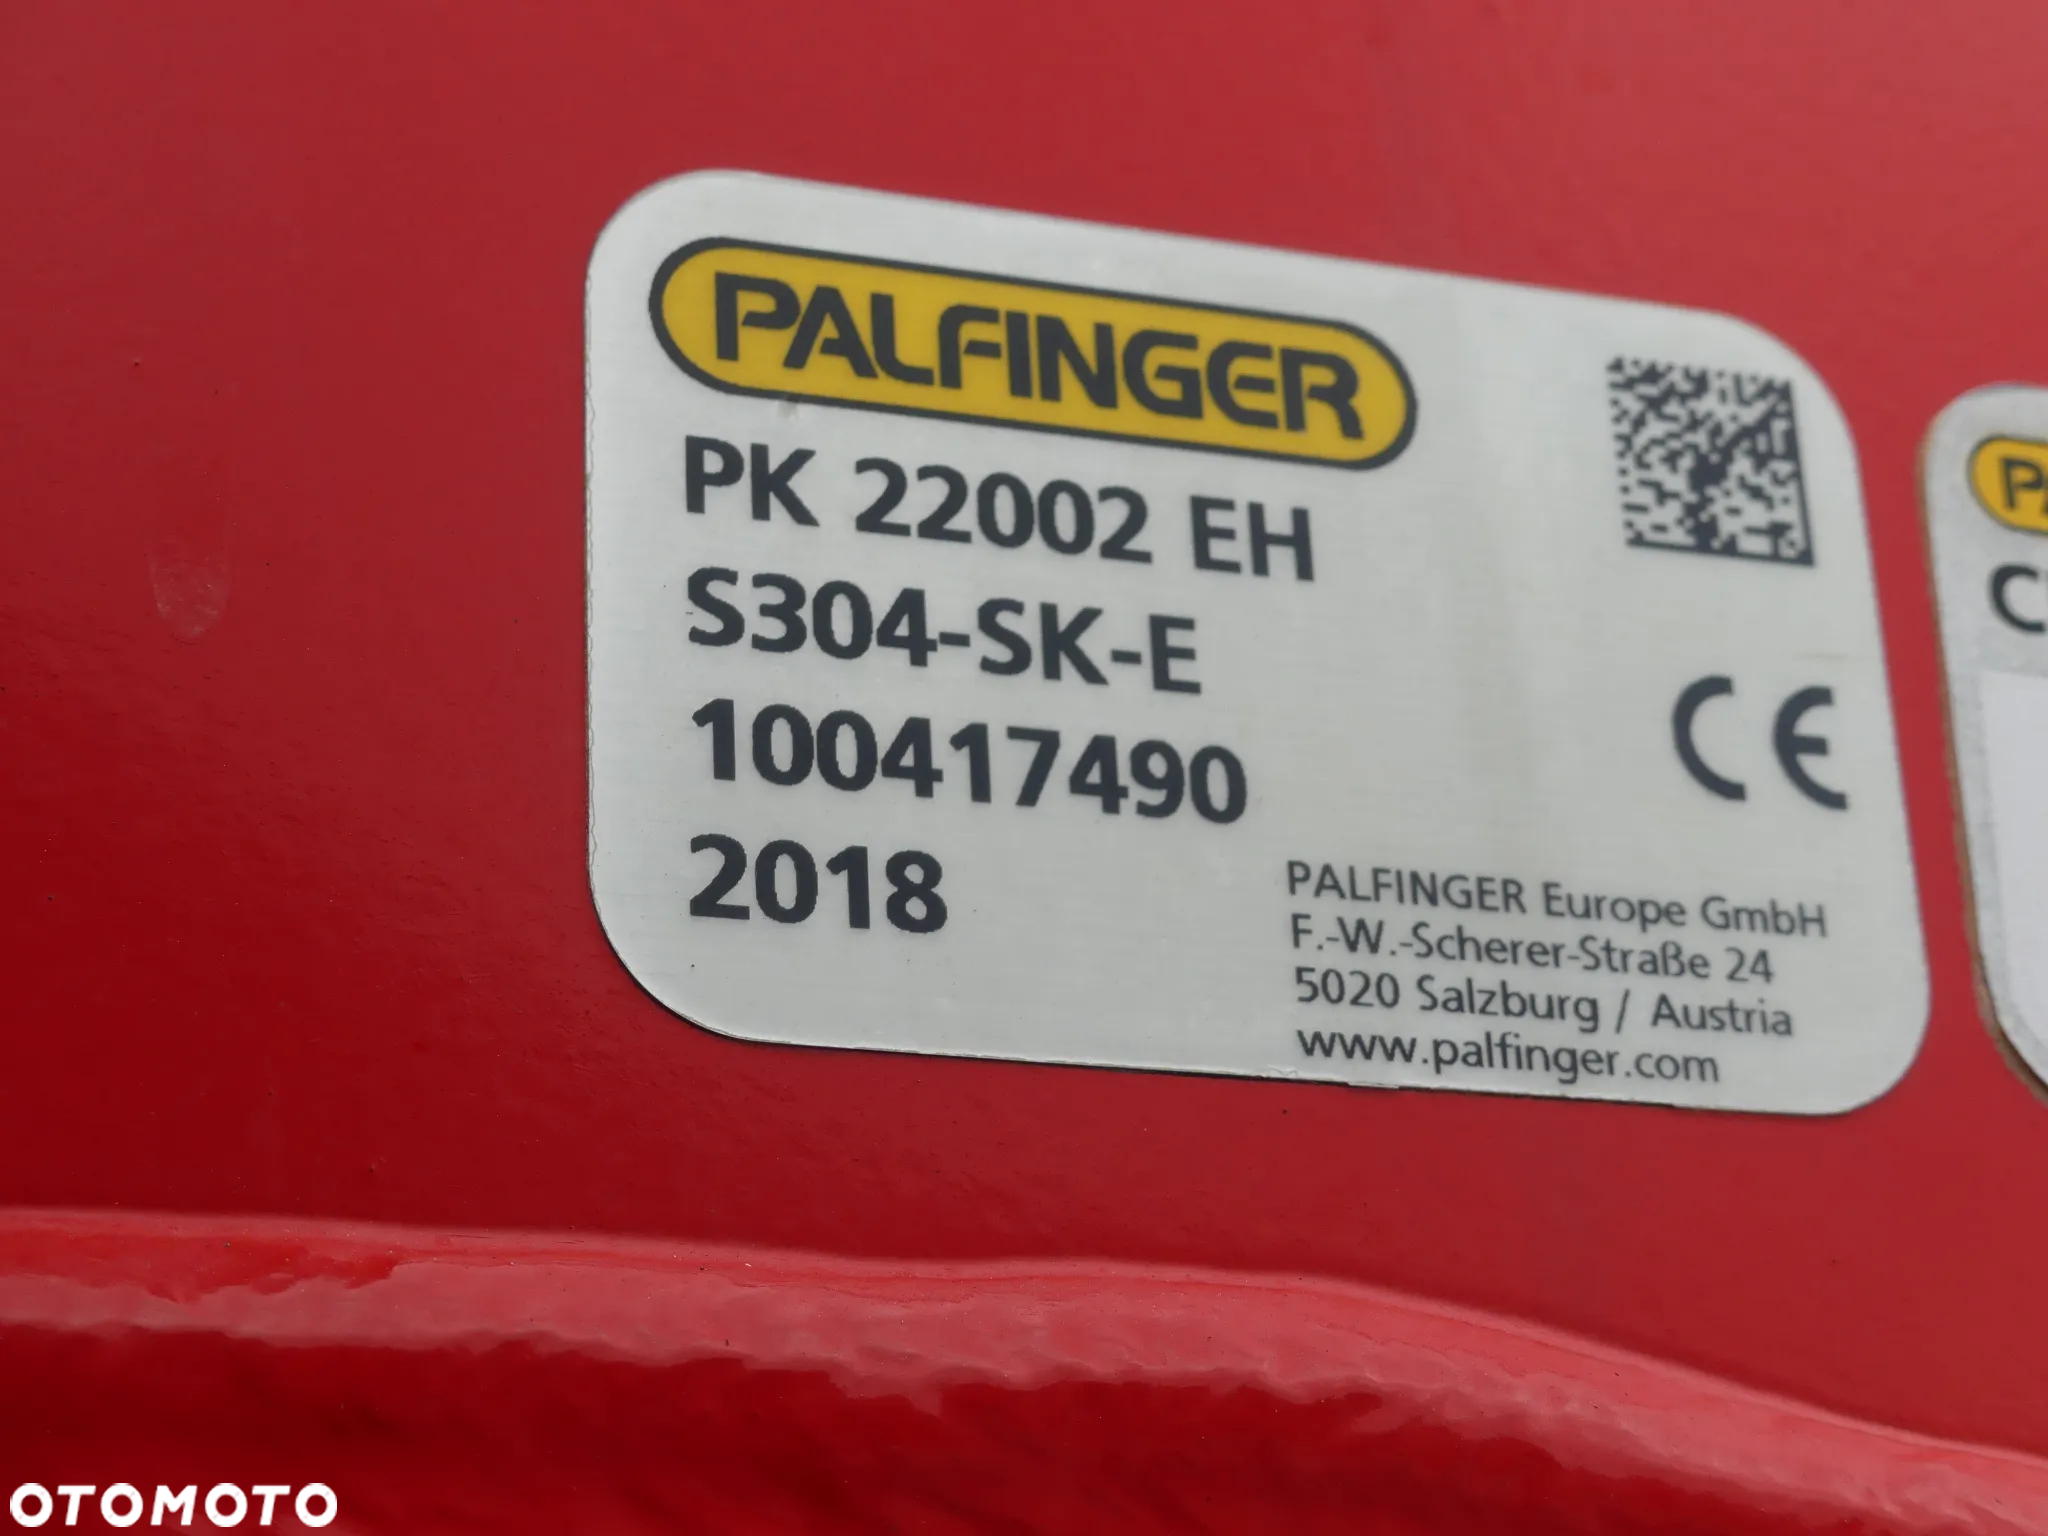 PALFINGER
PK 22002 EH
S304-SK-E
100417490
2018
CE
PALFINGER Europe GmbH
F.-W.-Scherer-Straße 24
5020 Salzburg / Austria
www.palfinger.com
OTOMOTO